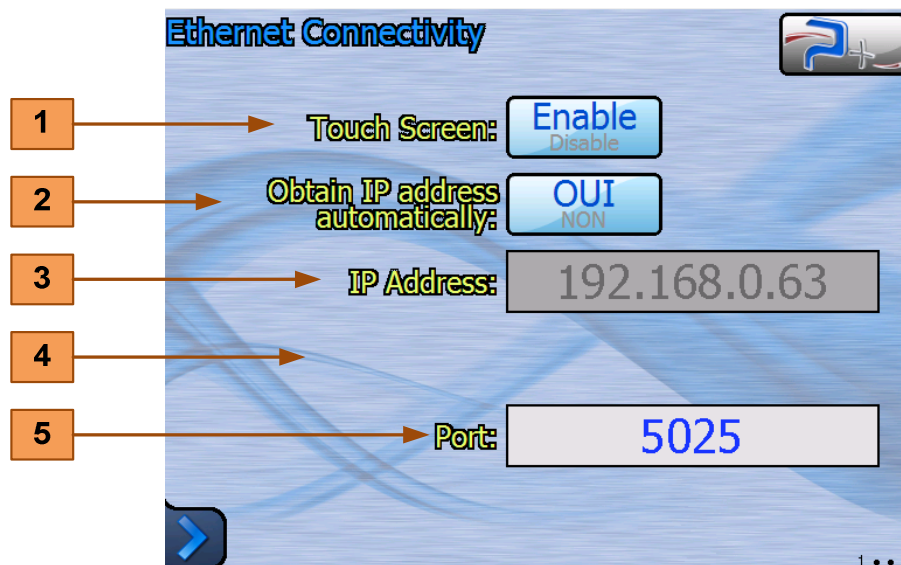 Ethernet Connectivity
1
Touch Screen:
Enable
Disable
2
Obtain IP address
automatically:
OUI
NON
3
IP Address:
192.168.0.63
4
5
Port:
5025
1